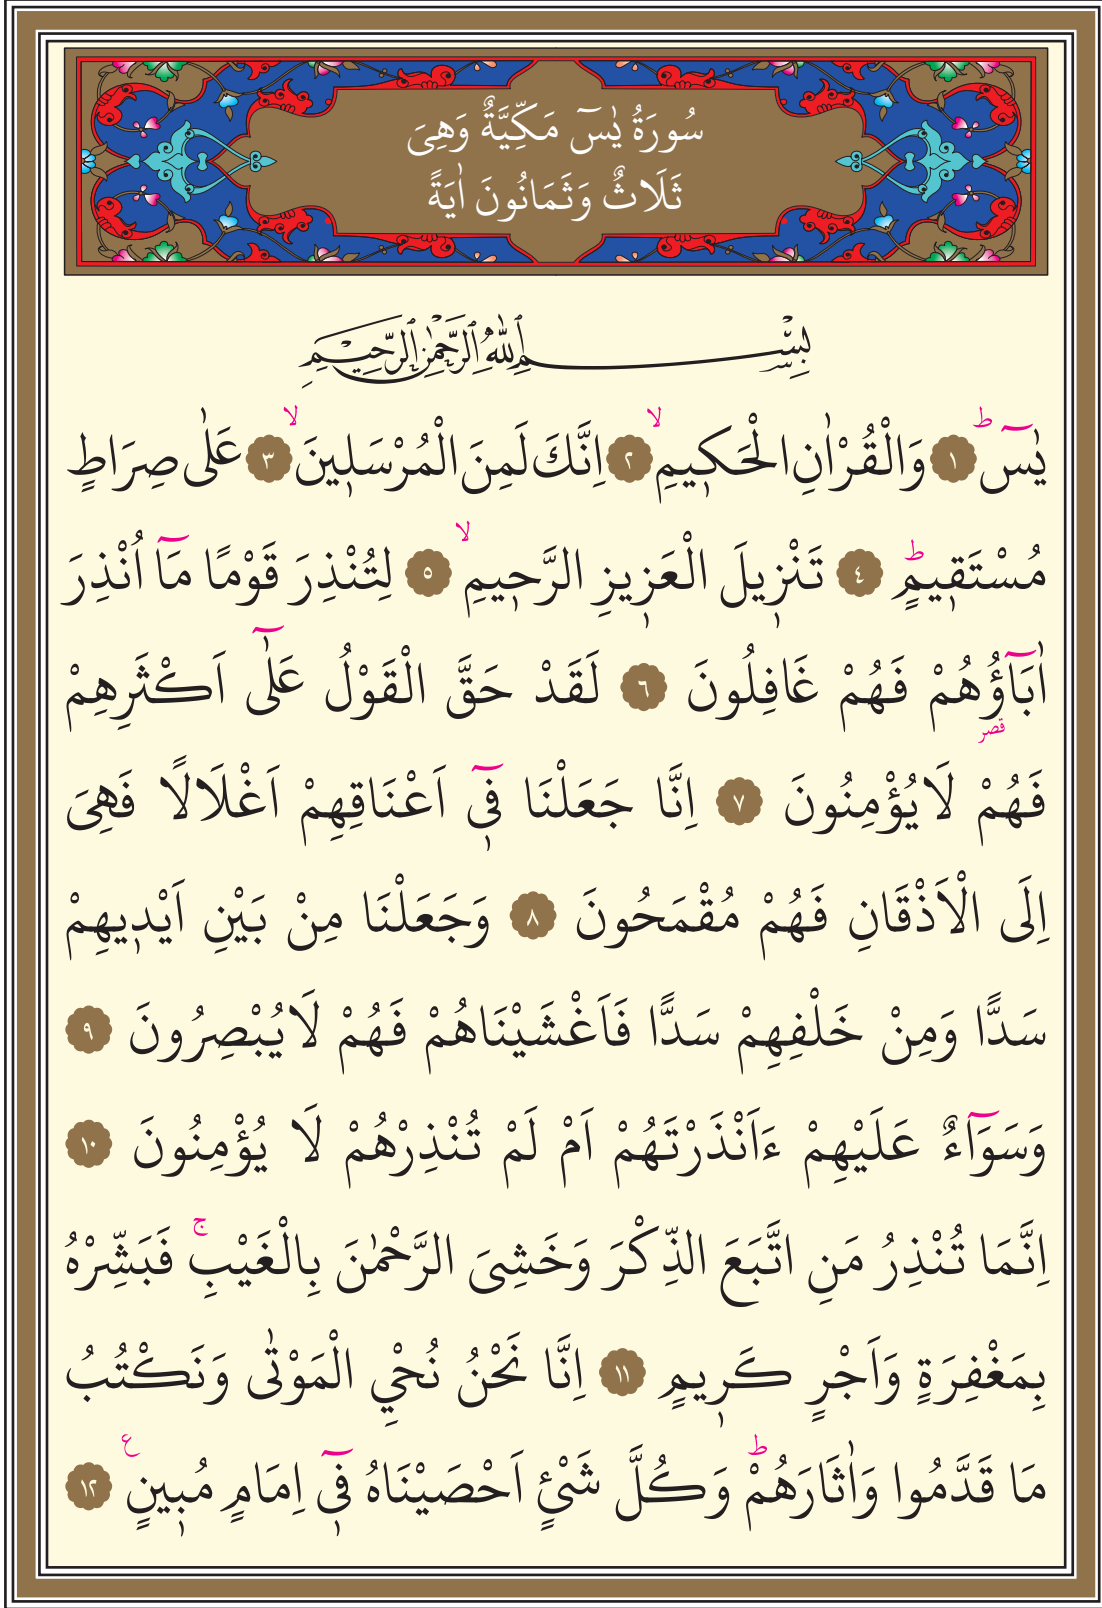 سُورَةُ يٰسٓ مَكِّيَّةٌ وَهِىَ
ثَلَاثٌ وَثَمَانُونَ اٰيَةً
بِسْمِ اللّٰهِ الرَّحْمٰنِ الرَّحِيمِ
يٰسٓ ۜ ﴿١﴾ وَالْقُرْاٰنِ الْحَكٖيمِ ۙ ﴿٢﴾ اِنَّكَ لَمِنَ الْمُرْسَلٖينَ ۙ ﴿٣﴾ عَلٰى صِرَاطٍ
مُسْتَقٖيمٍ ؕ ﴿٤﴾ تَنْزٖيلَ الْعَزٖيزِ الرَّحٖيمِ ۙ ﴿٥﴾ لِتُنْذِرَ قَوْمًا مَٓا اُنْذِرَ
اٰبَٓاؤُ۬هُمْ فَهُمْ غَافِلُونَ ﴿٦﴾ لَقَدْ حَقَّ الْقَوْلُ عَلٰٓى اَكْثَرِهِمْ
قصر
فَهُمْ لَا يُؤْمِنُونَ ﴿٧﴾ اِنَّا جَعَلْنَا فٖٓى اَعْنَاقِهِمْ اَغْلَالًا فَهِىَ
اِلَى الْاَذْقَانِ فَهُمْ مُقْمَحُونَ ﴿٨﴾ وَجَعَلْنَا مِنْ بَيْنِ اَيْدٖيهِمْ
سَدًّا وَمِنْ خَلْفِهِمْ سَدًّا فَاَغْشَيْنَاهُمْ فَهُمْ لَا يُبْصِرُونَ ﴿٩﴾
وَسَوَٓاءٌ عَلَيْهِمْ ءَاَنْذَرْتَهُمْ اَمْ لَمْ تُنْذِرْهُمْ لَا يُؤْمِنُونَ ﴿١٠﴾
اِنَّمَا تُنْذِرُ مَنِ اتَّبَعَ الذِّكْرَ وَخَشِىَ الرَّحْمٰنَ بِالْغَيْبِ ۚ فَبَشِّرْهُ
بِمَغْفِرَةٍ وَاَجْرٍ كَرٖيمٍ ﴿١١﴾ اِنَّا نَحْنُ نُحْيِ الْمَوْتٰى وَنَكْتُبُ
مَا قَدَّمُوا وَاٰثَارَهُمْ ؕ وَكُلَّ شَىْءٍ اَحْصَيْنَاهُ فٖٓى اِمَامٍ مُبٖينٍ ع ﴿١٢﴾